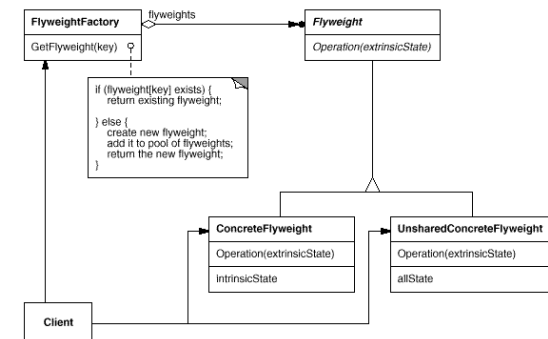 FlyweightFactory
GetFlyweight(key)
flyweights
Flyweight
Operation(extrinsicState)
if (flyweight[key] exists) {
return existing flyweight;
} else {
create new flyweight;
add it to pool of flyweights;
return the new flyweight;
}
ConcreteFlyweight
Operation(extrinsicState)
intrinsicState
UnsharedConcreteFlyweight
Operation(extrinsicState)
allState
Client